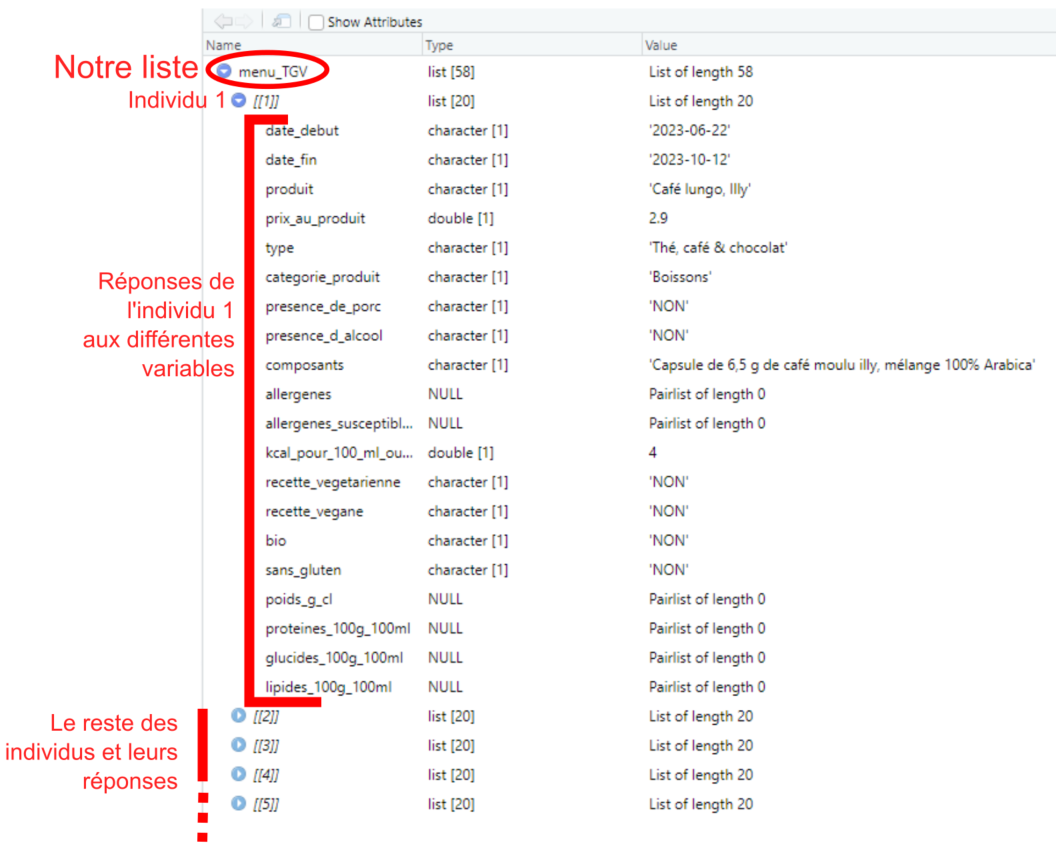 Show Attributes
Name Type Value
Notre liste menu_TGV list [58] List of length 58
Individu 1 [[1]] list [20] List of length 20
date_debut character [1] '2023-06-22'
date_fin character [1] '2023-10-12'
produit character [1] 'Café lungo, Illy'
prix_au_produit double [1] 2.9
type character [1] 'Thé, café & chocolat'
categorie_produit character [1] 'Boissons'
presence_de_porc character [1] 'NON'
presence_d_alcool character [1] 'NON'
composants character [1] 'Capsule de 6,5 g de café moulu illy, mélange 100% Arabica'
allergenes NULL Pairlist of length 0
allergenes_susceptibl... NULL Pairlist of length 0
kcal_pour_100_ml_ou... double [1] 4
recette_vegetarienne character [1] 'NON'
recette_vegane character [1] 'NON'
bio character [1] 'NON'
sans_gluten character [1] 'NON'
poids_g_cl NULL Pairlist of length 0
proteines_100g_100ml NULL Pairlist of length 0
glucides_100g_100ml NULL Pairlist of length 0
lipides_100g_100ml NULL Pairlist of length 0
Réponses de
l'individu 1
aux différentes
variables
[[2]] list [20] List of length 20
[[3]] list [20] List of length 20
[[4]] list [20] List of length 20
[[5]] list [20] List of length 20
Le reste des
individus et leurs
réponses